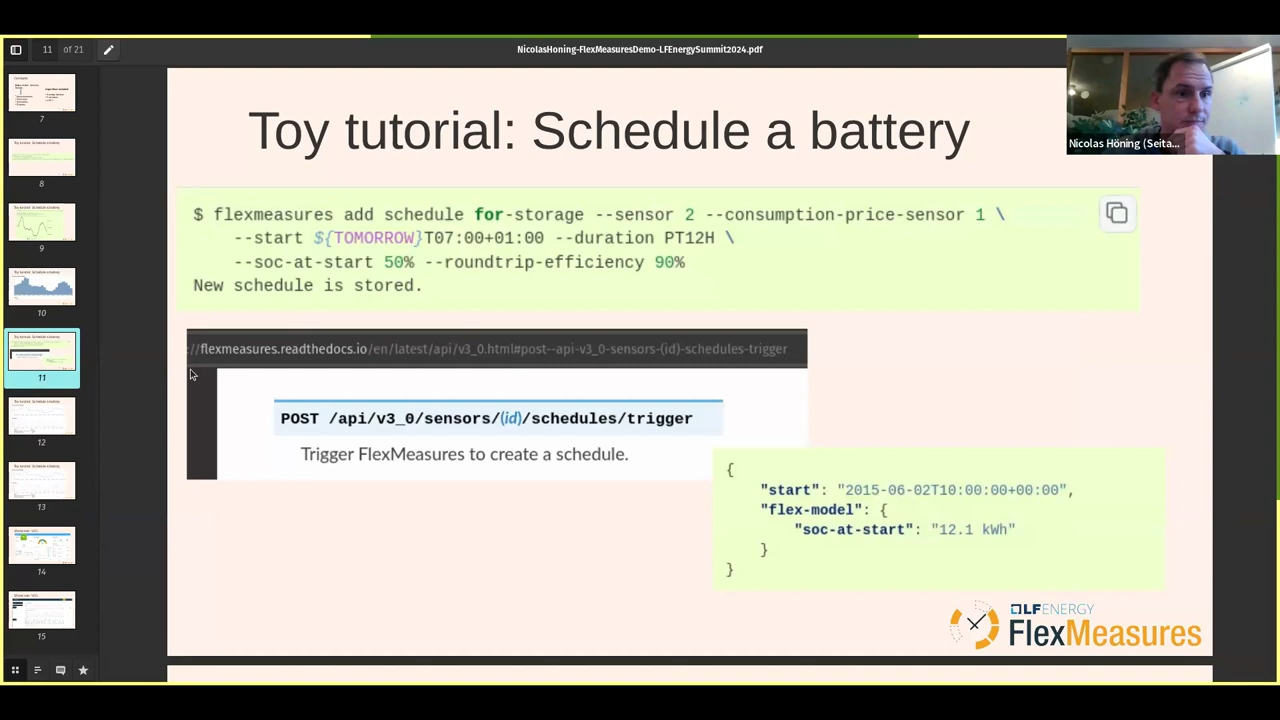 11 of 21
NicolasHoning-FlexMeasuresDemo-LFEnergySummit2024.pdf
Nicolas Höning (Seita...
7
8
9
10
11
12
13
14
15
Toy tutorial: Schedule a battery
$ flexmeasures add schedule for-storage --sensor 2 --consumption-price-sensor 1 \
--start ${TOMORROW}T07:00+01:00 --duration PT12H \
--soc-at-start 50% --roundtrip-efficiency 90%
New schedule is stored.
://flexmeasures.readthedocs.io/en/latest/api/v3_0.html#post--api-v3_0-sensors-(id)-schedules-trigger
POST /api/v3_0/sensors/(id)/schedules/trigger
Trigger FlexMeasures to create a schedule.
{
"start": "2015-06-02T10:00:00+00:00",
"flex-model": {
"soc-at-start": "12.1 kWh"
}
}
LFENERGY
FlexMeasures